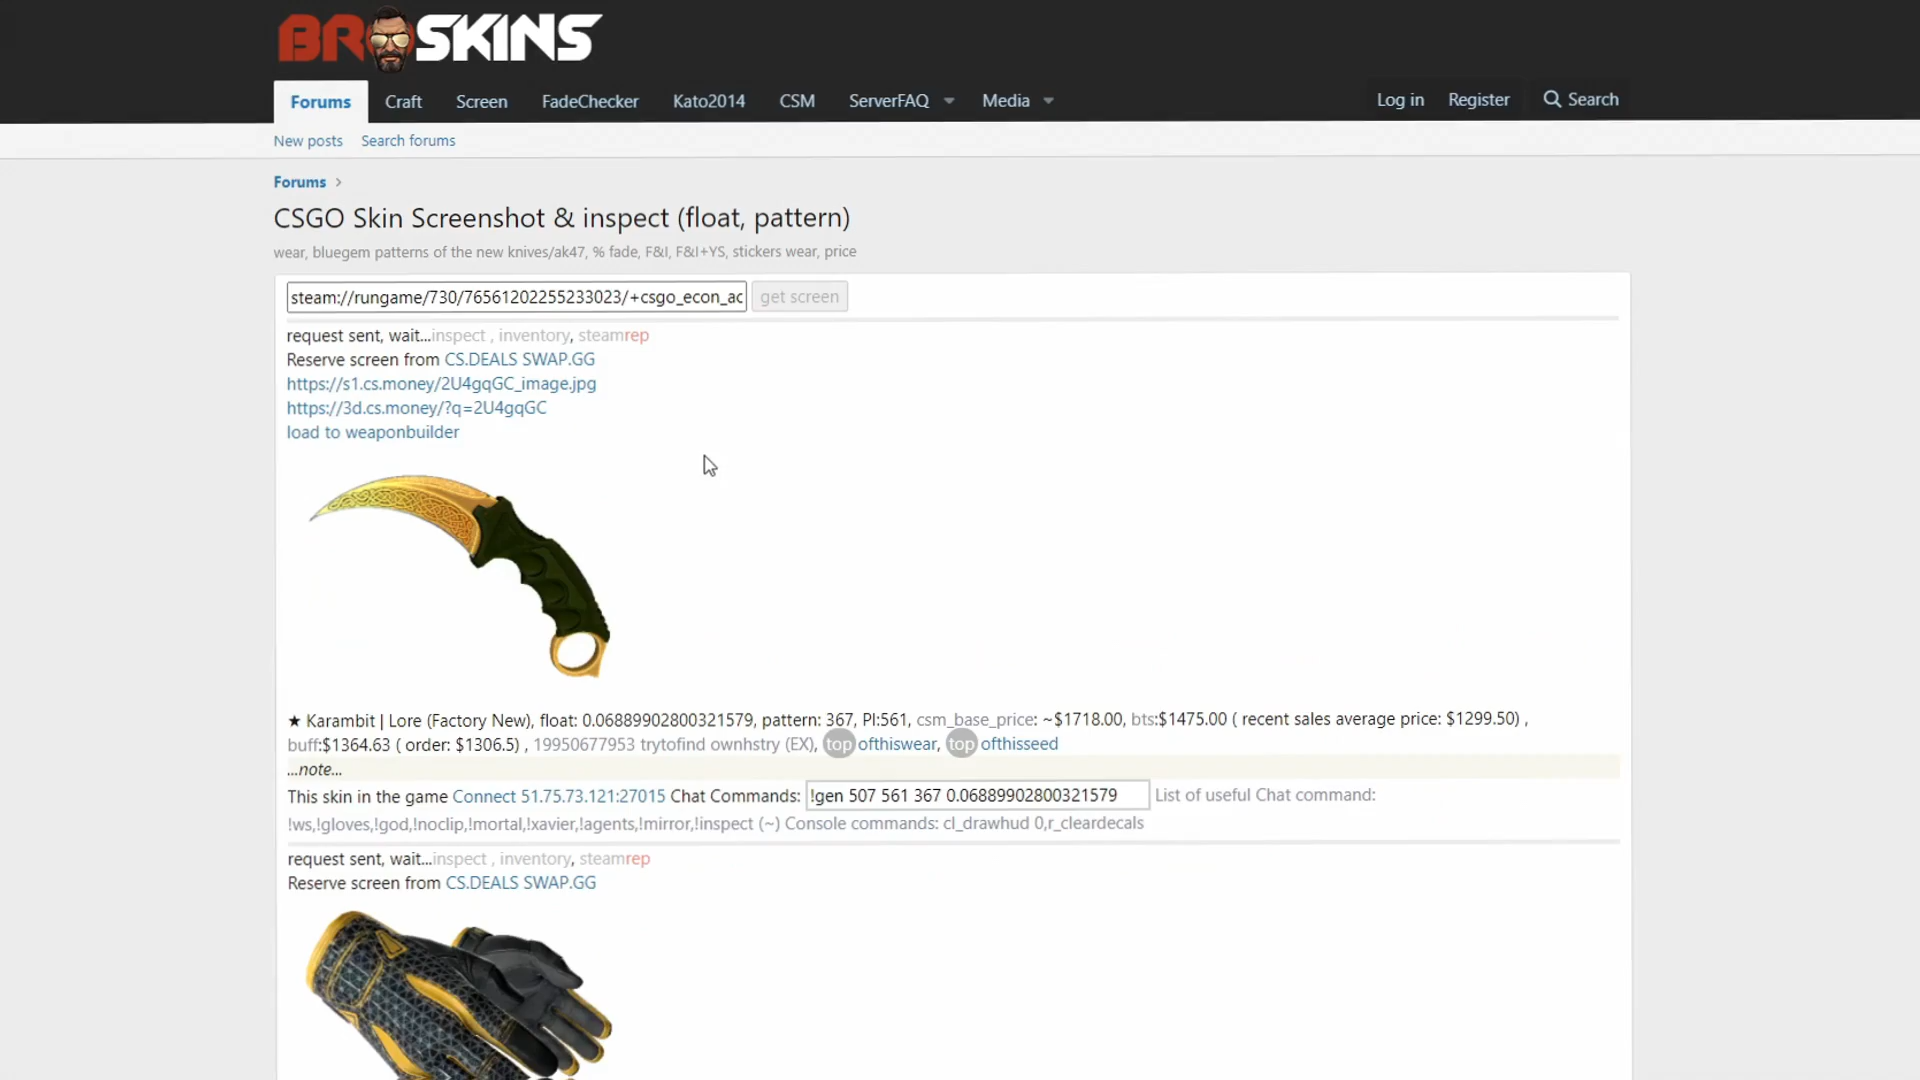 BROSKINS
Forums Craft Screen FadeChecker Kato2014 CSM ServerFAQ Media Log in Register Search
New posts Search forums
Forums
CSGO Skin Screenshot & inspect (float, pattern)
wear, bluegem patterns of the new knives/ak47, % fade, F&I, F&I+YS, stickers wear, price
steam://rungame/730/76561202255233023/+csgo_econ_ac get screen
request sent, wait...inspect , inventory, steamrep
Reserve screen from CS.DEALS SWAP.GG
https://s1.cs.money/2U4gqGC_image.jpg
https://3d.cs.money/?q=2U4gqGC
load to weaponbuilder
★ Karambit | Lore (Factory New), float: 0.06889902800321579, pattern: 367, PI:561, csm_base_price: ~$1718.00, bts:$1475.00 ( recent sales average price: $1299.50) ,
buff:$1364.63 ( order: $1306.5) , 19950677953 trytofind ownhstry (EX), top ofthiswear, top ofthisseed
...note...
This skin in the game Connect 51.75.73.121:27015 Chat Commands: !gen 507 561 367 0.06889902800321579 List of useful Chat command:
!ws,!gloves,!god,!noclip,!mortal,!xavier,!agents,!mirror,!inspect (~) Console commands: cl_drawhud 0,r_cleardecals
request sent, wait...inspect , inventory, steamrep
Reserve screen from CS.DEALS SWAP.GG